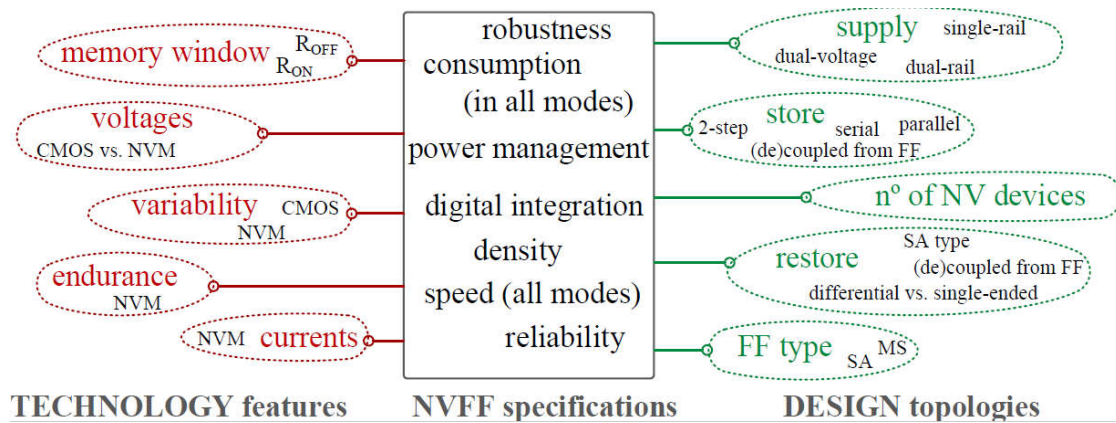 memory window R_OFF
R_ON
voltages
CMOS vs. NVM
variability CMOS
NVM
endurance
NVM
NVM currents
TECHNOLOGY features
robustness
consumption
(in all modes)
power management
digital integration
density
speed (all modes)
reliability
NVFF specifications
supply single-rail
dual-voltage
dual-rail
2-step store serial parallel
(de)coupled from FF
nº of NV devices
SA type
restore (de)coupled from FF
differential vs. single-ended
FF type MS
SA
DESIGN topologies